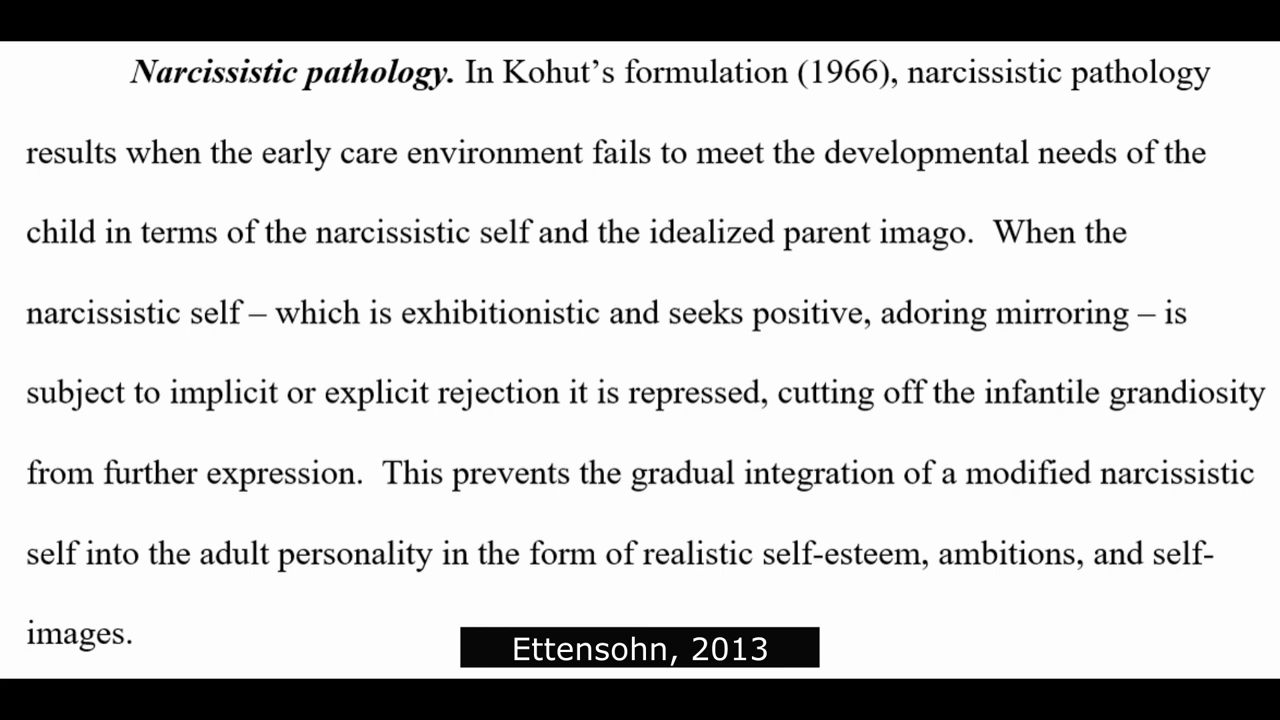 Narcissistic pathology. In Kohut’s formulation (1966), narcissistic pathology
results when the early care environment fails to meet the developmental needs of the
child in terms of the narcissistic self and the idealized parent imago.  When the
narcissistic self – which is exhibitionistic and seeks positive, adoring mirroring – is
subject to implicit or explicit rejection it is repressed, cutting off the infantile grandiosity
from further expression.  This prevents the gradual integration of a modified narcissistic
self into the adult personality in the form of realistic self-esteem, ambitions, and self-
images.
Ettensohn, 2013